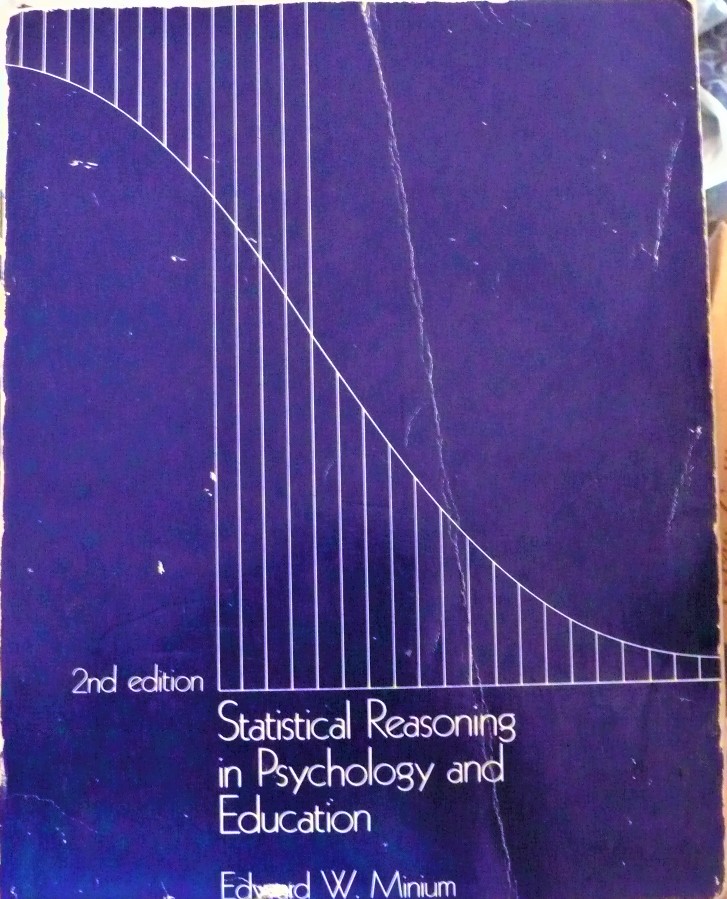 2nd edition
Statistical Reasoning
in Psychology and
Education
Edward W. Minium